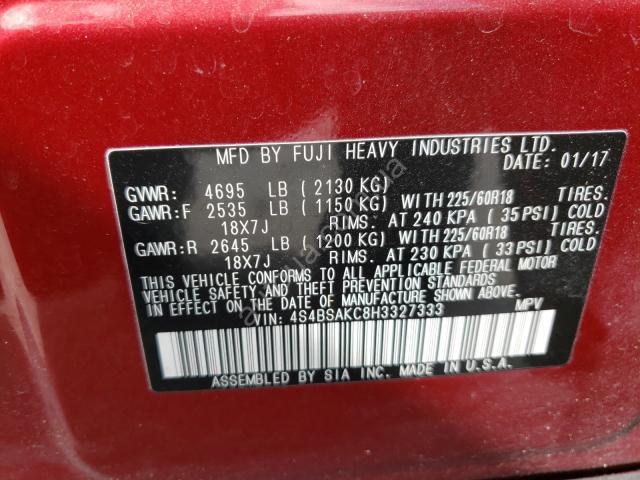 MFD BY FUJI HEAVY INDUSTRIES LTD.
DATE: 01/17
GVWR: 4695 LB ( 2130 KG)
GAWR:F 2535 LB ( 1150 KG) WITH 225/60R18 TIRES.
18X7J RIMS. AT 240 KPA ( 35 PSI) COLD
GAWR:R 2645 LB ( 1200 KG) WITH 225/60R18 TIRES.
18X7J RIMS. AT 230 KPA ( 33 PSI) COLD
THIS VEHICLE CONFORMS TO ALL APPLICABLE FEDERAL MOTOR
VEHICLE SAFETY AND THEFT PREVENTION STANDARDS
IN EFFECT ON THE DATE OF MANUFACTURE SHOWN ABOVE.
VIN: 4S4BSAKC8H3327333 MPV
ASSEMBLED BY SIA INC. MADE IN U.S.A.